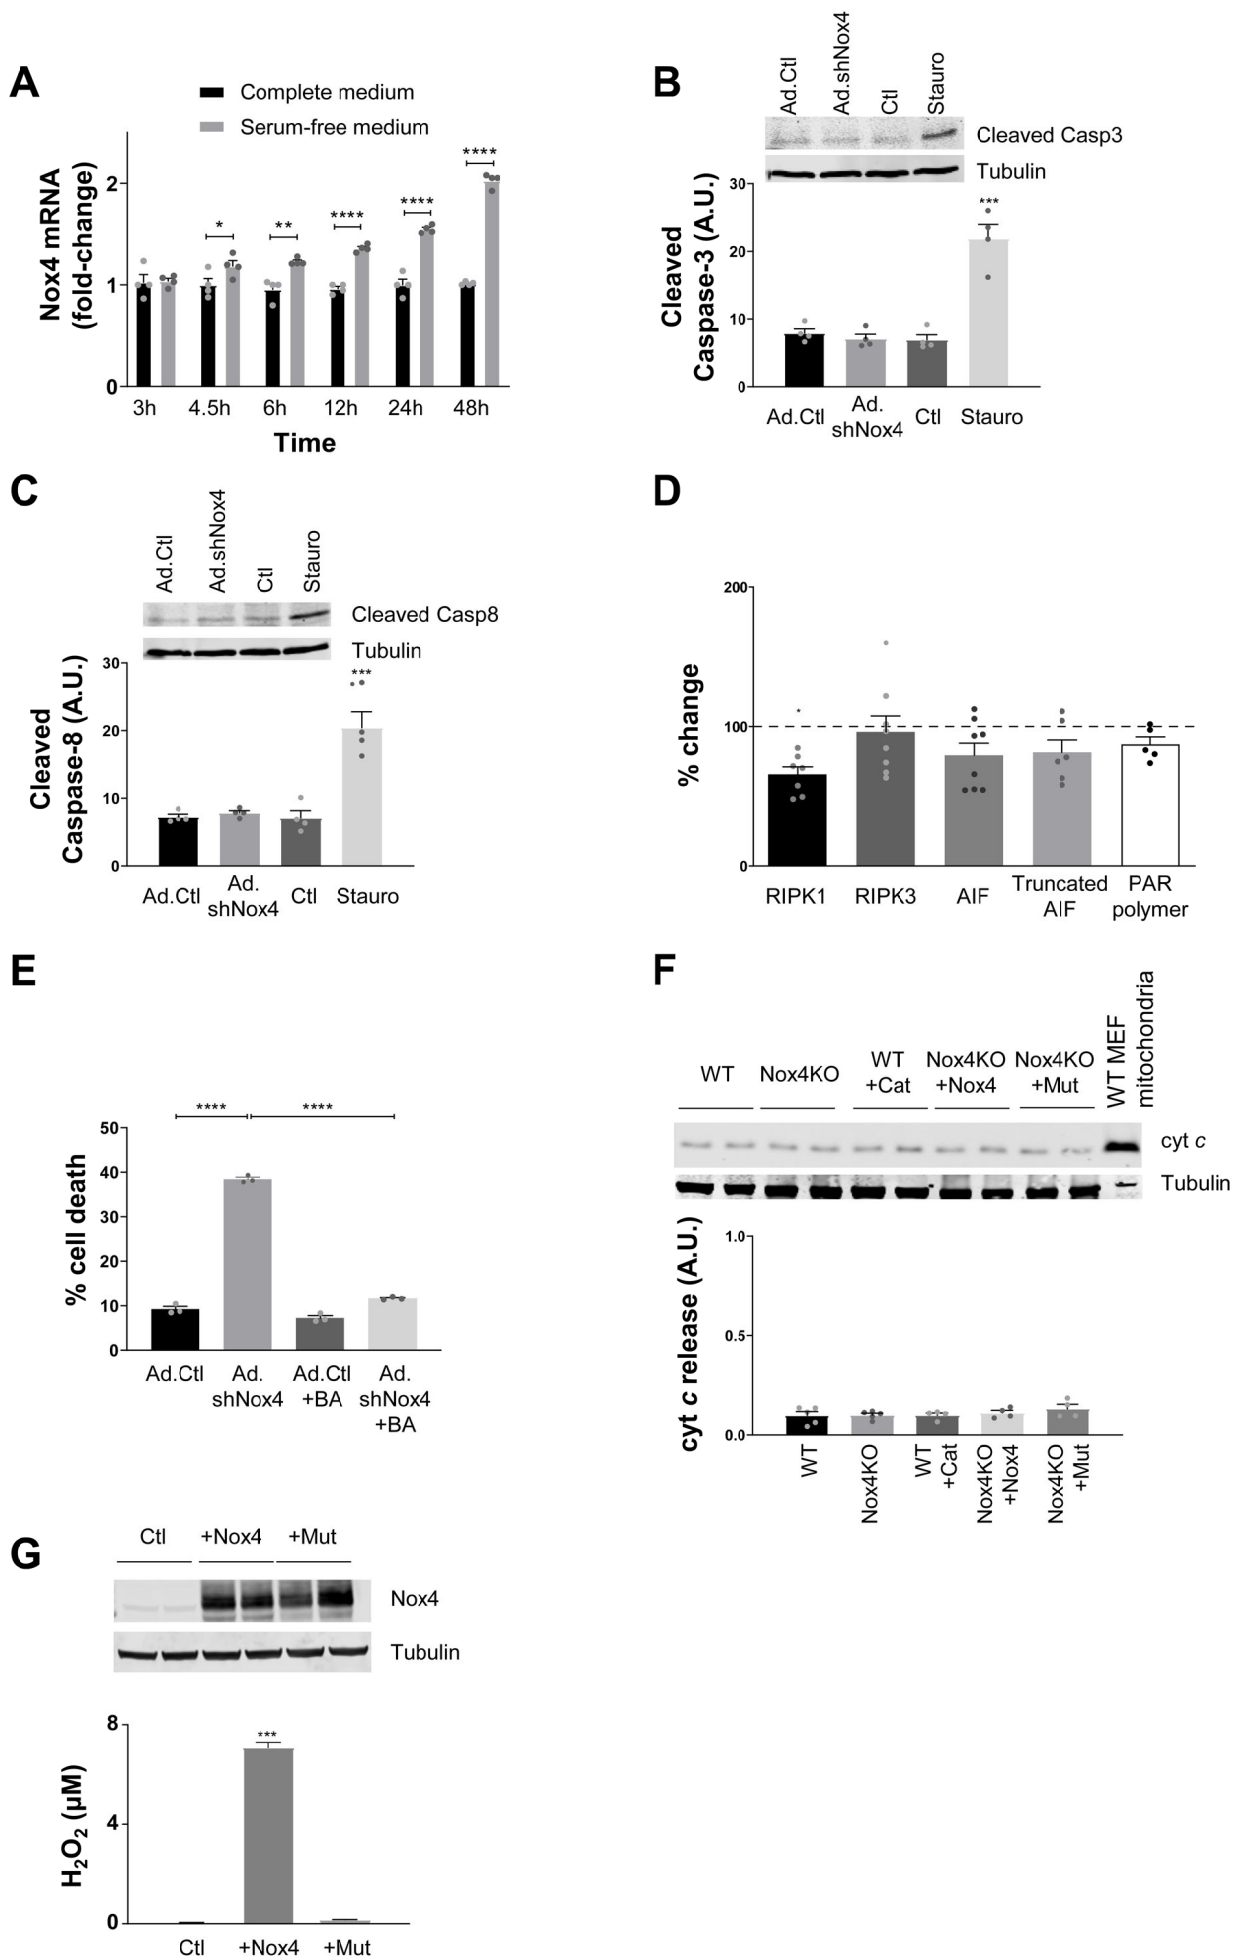 A
Complete medium
Serum-free medium
Nox4 mRNA
(fold-change)
2
1
0
*
**
****
****
****
3h 4.5h 6h 12h 24h 48h
Time
B
Ad.Ctl
Ad.shNox4
Ctl
Stauro
Cleaved Casp3
Tubulin
Cleaved
Caspase-3 (A.U.)
30
20
10
0
***
Ad.Ctl Ad. shNox4 Ctl Stauro
C
Ad.Ctl
Ad.shNox4
Ctl
Stauro
Cleaved Casp8
Tubulin
Cleaved
Caspase-8 (A.U.)
30
20
10
0
***
Ad.Ctl Ad. shNox4 Ctl Stauro
D
% change
200
100
0
*
RIPK1 RIPK3 AIF Truncated AIF PAR polymer
E
% cell death
50
40
30
20
10
0
**** ****
Ad.Ctl
Ad.
shNox4
Ad.Ctl
+BA
Ad.
shNox4
+BA
F
WT
Nox4KO
WT
+Cat
Nox4KO
+Nox4
Nox4KO
+Mut
WT MEF
mitochondria
cyt c
Tubulin
cyt c release (A.U.)
1.0
0.5
0.0
WT
Nox4KO
WT
+Cat
Nox4KO
+Nox4
Nox4KO
+Mut
G
Ctl +Nox4 +Mut
Nox4
Tubulin
H2O2 (µM)
8
4
0
***
Ctl +Nox4 +Mut